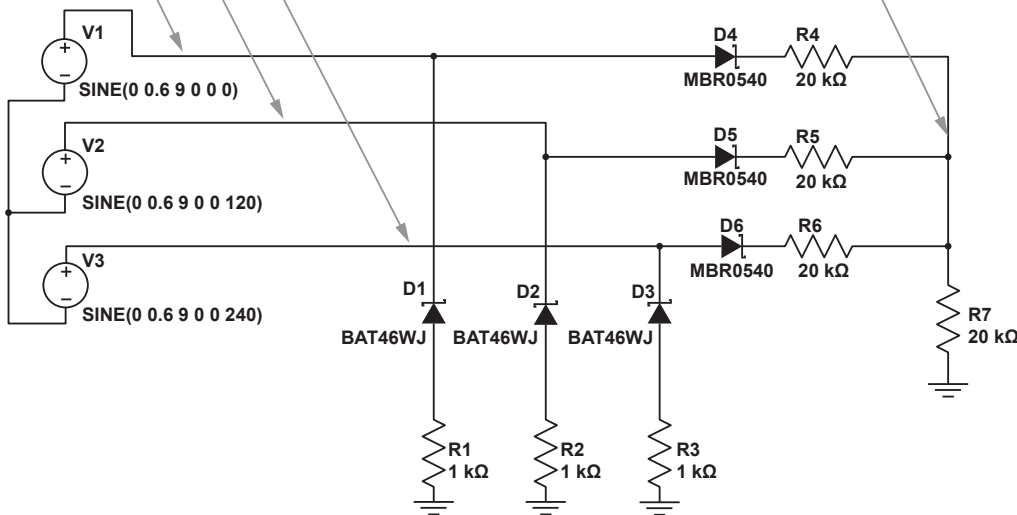 V1
SINE(0 0.6 9 0 0 0)
V2
SINE(0 0.6 9 0 0 120)
V3
SINE(0 0.6 9 0 0 240)
D4
MBR0540
R4
20 kΩ
D5
MBR0540
R5
20 kΩ
D6
MBR0540
R6
20 kΩ
D1
BAT46WJ
D2
BAT46WJ
D3
BAT46WJ
R7
20 kΩ
R1
1 kΩ
R2
1 kΩ
R3
1 kΩ